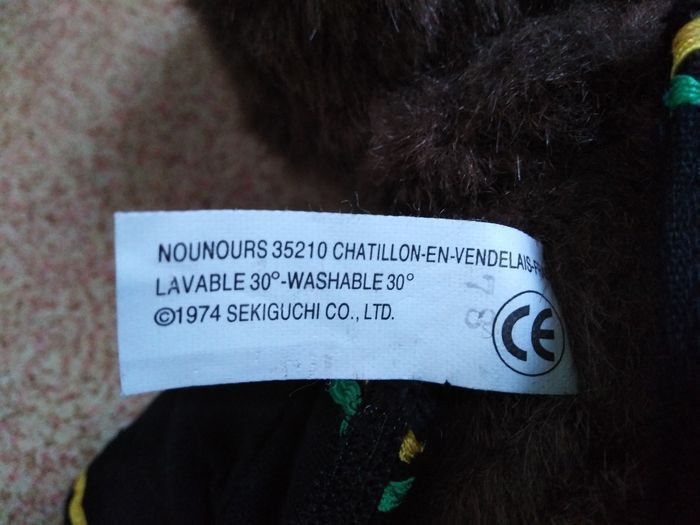 NOUNOURS 35210 CHATILLON-EN-VENDELAIS-
LAVABLE 30°-WASHABLE 30°
©1974 SEKIGUCHI CO., LTD.
CE